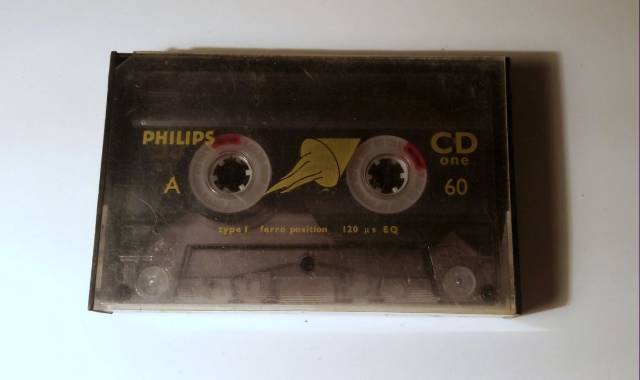 PHILIPS
CD
one
A
60
type I ferro position 120 µs EQ